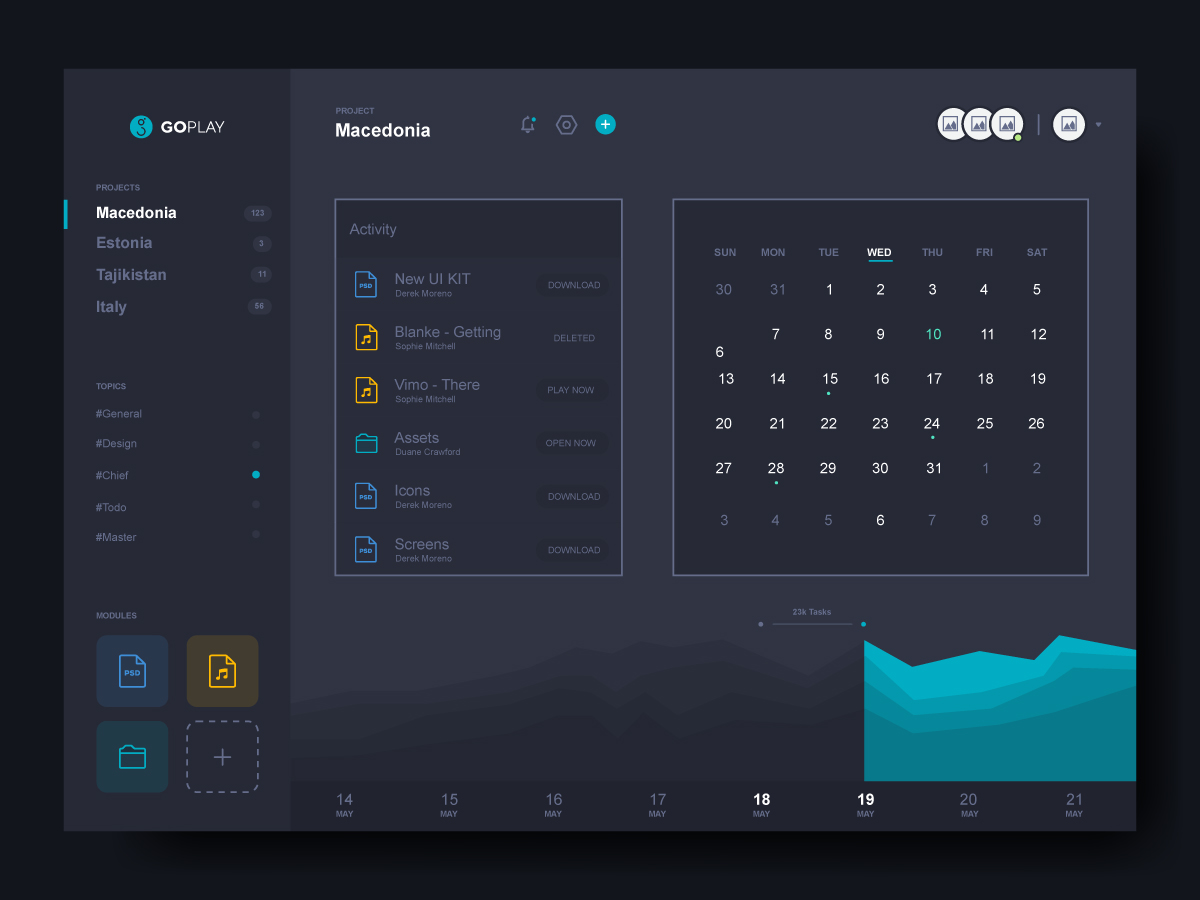 GOPLAY
PROJECTS
Macedonia 123
Estonia 3
Tajikistan 11
Italy 56
TOPICS
#General
#Design
#Chief
#Todo
#Master
MODULES
PSD
PROJECT
Macedonia
Activity
PSD New UI KIT DOWNLOAD
Derek Moreno
Blanke - Getting DELETED
Sophie Mitchell
Vimo - There PLAY NOW
Sophie Mitchell
Assets OPEN NOW
Duane Crawford
PSD Icons DOWNLOAD
Derek Moreno
PSD Screens DOWNLOAD
Derek Moreno
SUN MON TUE WED THU FRI SAT
30 31 1 2 3 4 5
6 7 8 9 10 11 12
13 14 15 16 17 18 19
20 21 22 23 24 25 26
27 28 29 30 31 1 2
3 4 5 6 7 8 9
23k Tasks
14 15 16 17 18 19 20 21
MAY MAY MAY MAY MAY MAY MAY MAY